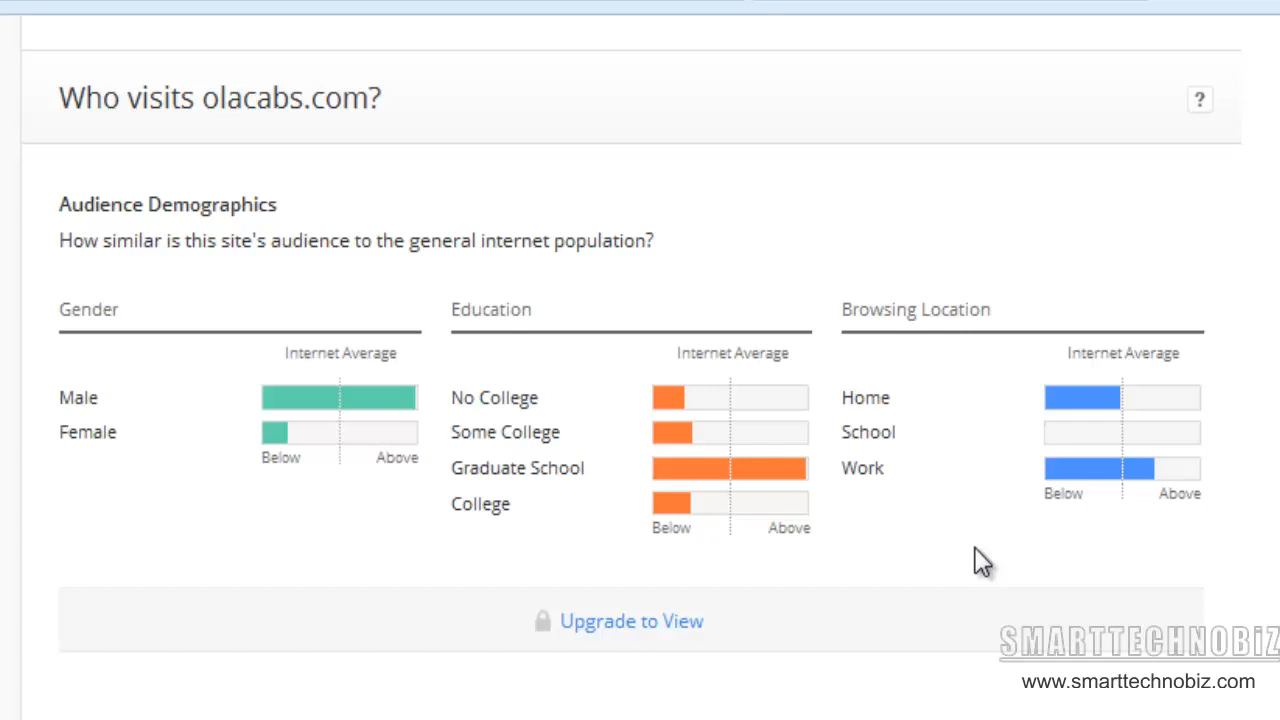 Who visits olacabs.com?
?
Audience Demographics
How similar is this site's audience to the general internet population?
Gender
Internet Average
Male
Female
Below Above
Education
Internet Average
No College
Some College
Graduate School
College
Below Above
Browsing Location
Internet Average
Home
School
Work
Below Above
Upgrade to View
SMARTTECHNOBiZ
www.smarttechnobiz.com